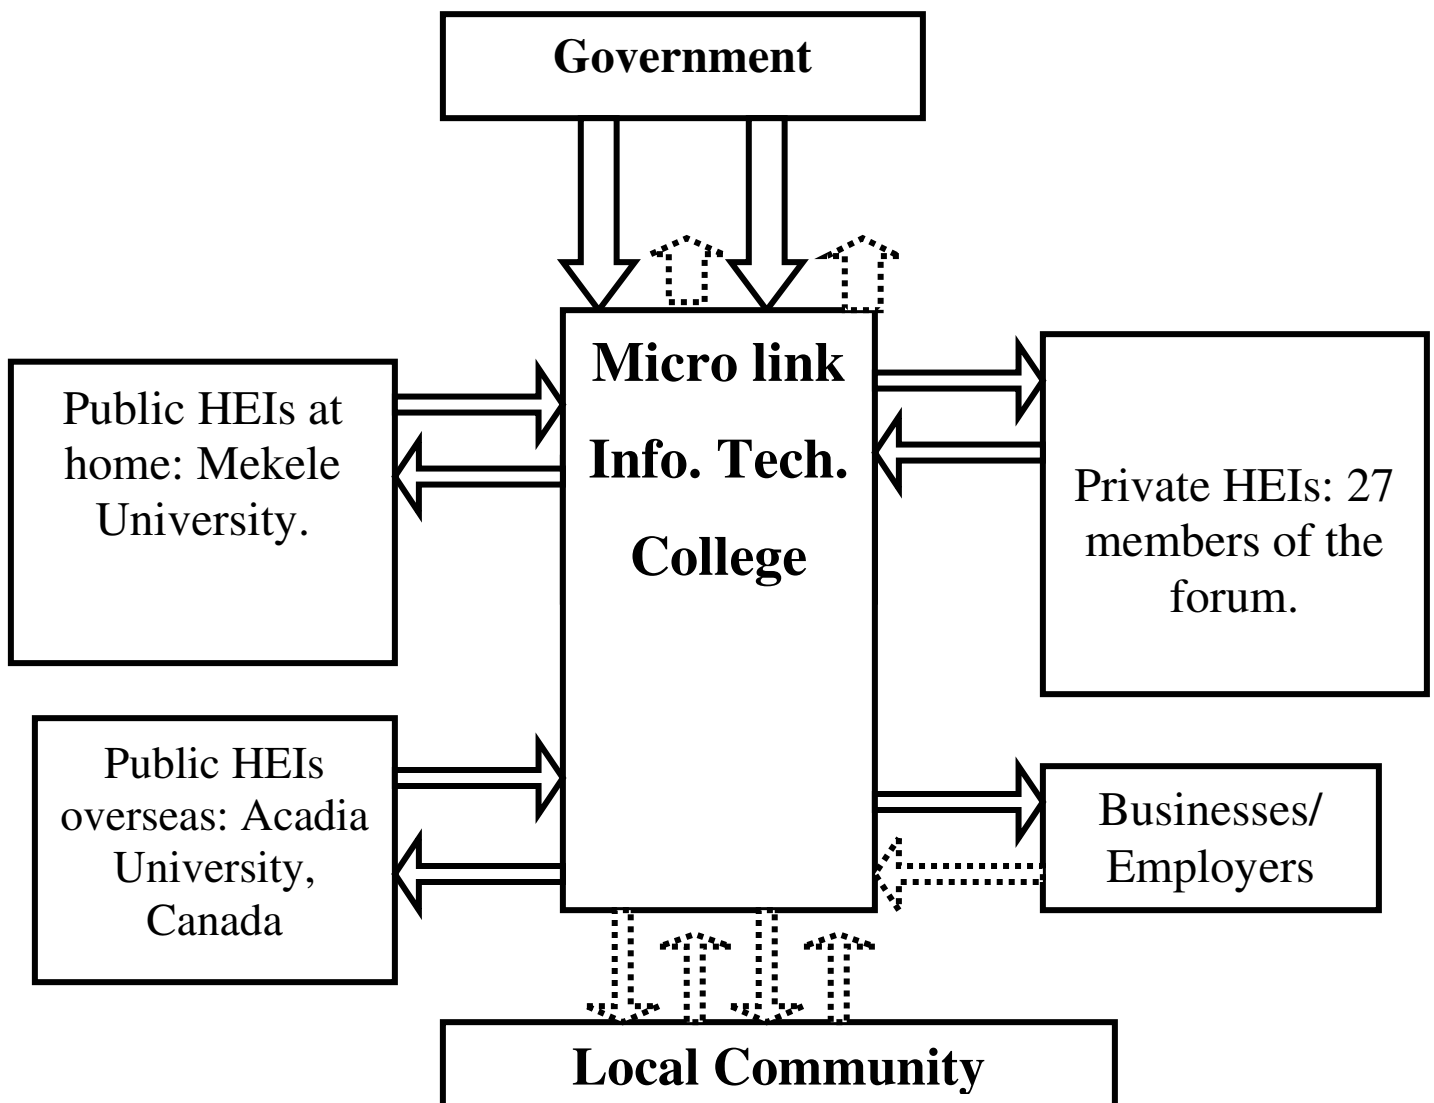 Government
Micro link
Info. Tech.
College
Public HEIs at
home: Mekele
University.
Private HEIs: 27
members of the
forum.
Public HEIs
overseas: Acadia
University,
Canada
Businesses/
Employers
Local Community